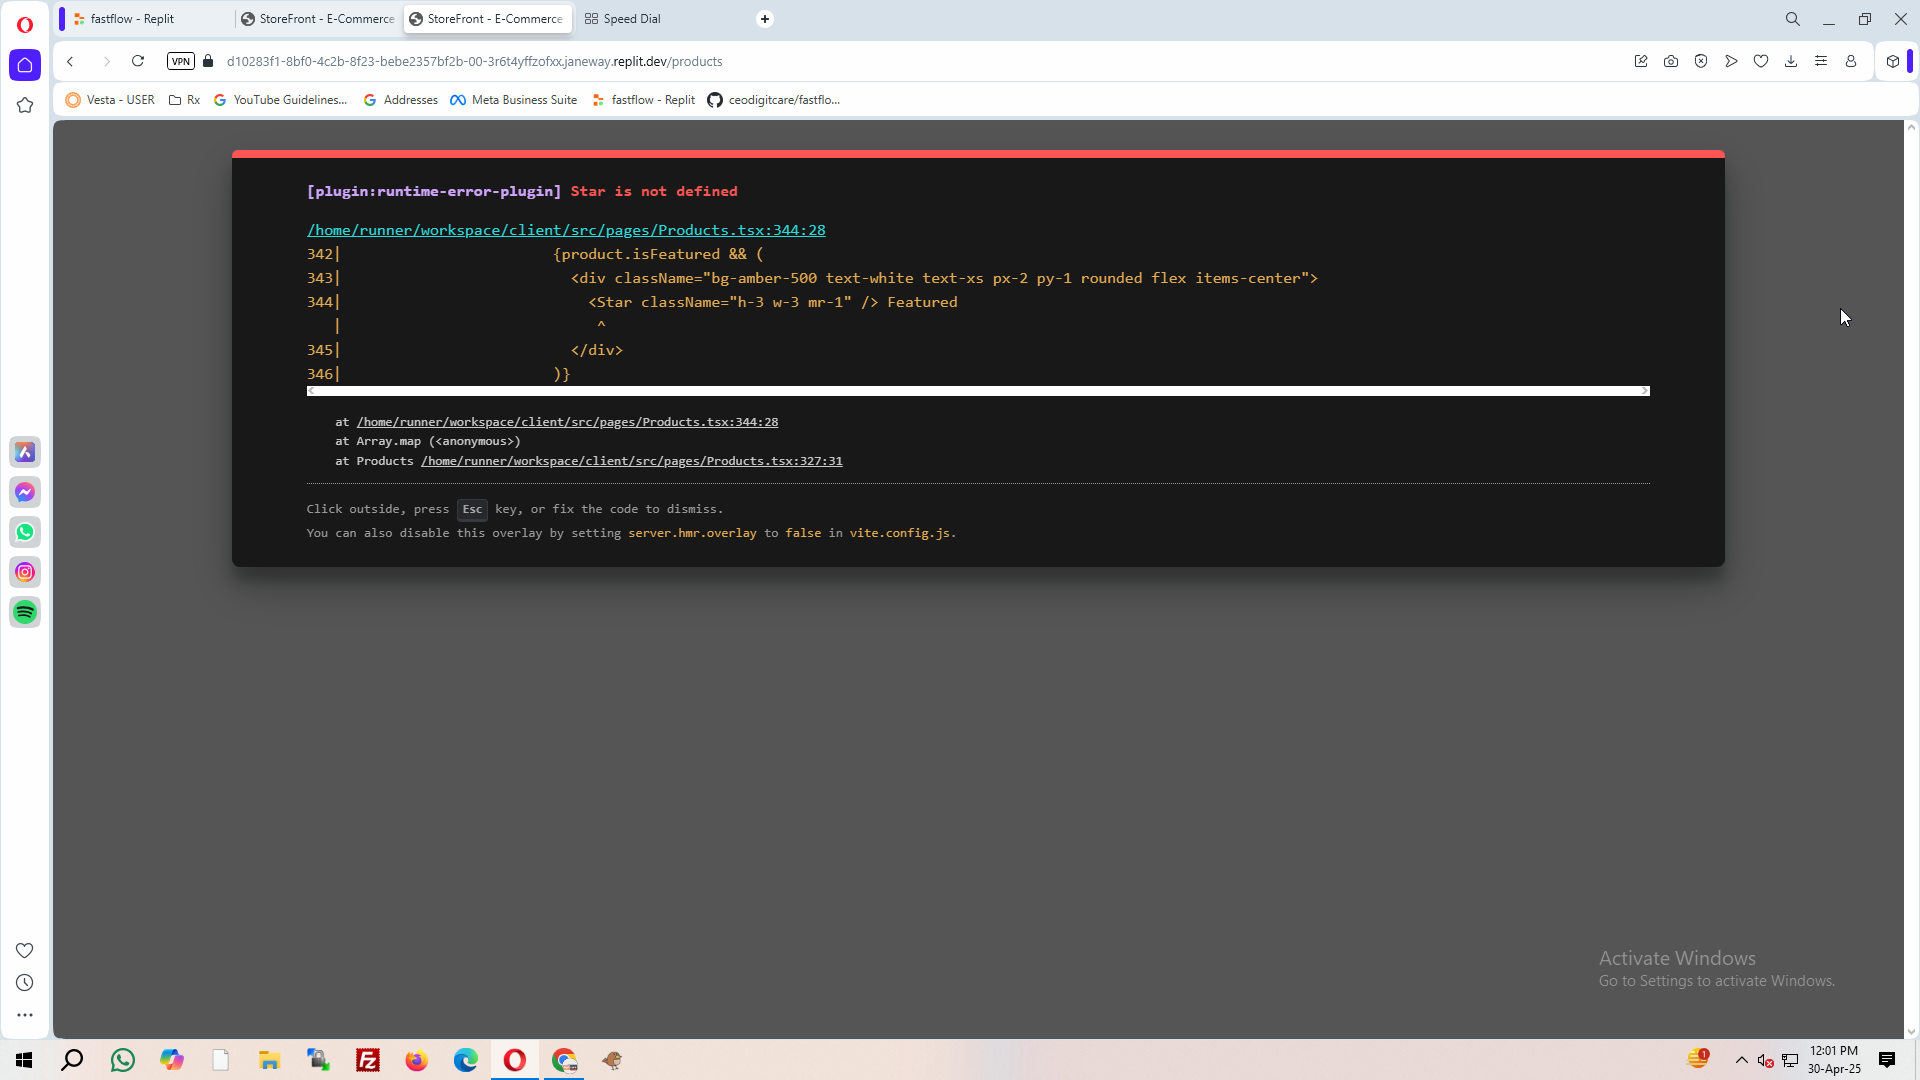 fastflow - Replit
StoreFront - E-Commerce
StoreFront - E-Commerce
Speed Dial
VPN
d10283f1-8bf0-4c2b-8f23-bebe2357bf2b-00-3r6t4yffzofxx.janeway.replit.dev/products
Vesta - USER
Rx
YouTube Guidelines...
Addresses
Meta Business Suite
fastflow - Replit
ceodigitcare/fastflo...
[plugin:runtime-error-plugin] Star is not defined
/home/runner/workspace/client/src/pages/Products.tsx:344:28
342| {product.isFeatured && (
343| <div className="bg-amber-500 text-white text-xs px-2 py-1 rounded flex items-center">
344| <Star className="h-3 w-3 mr-1" /> Featured
| ^
345| </div>
346| )}
at /home/runner/workspace/client/src/pages/Products.tsx:344:28
at Array.map (<anonymous>)
at Products /home/runner/workspace/client/src/pages/Products.tsx:327:31
Click outside, press Esc key, or fix the code to dismiss.
You can also disable this overlay by setting server.hmr.overlay to false in vite.config.js.
Activate Windows
Go to Settings to activate Windows.
1
12:01 PM
30-Apr-25